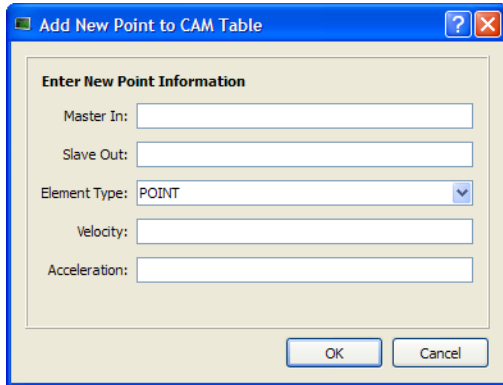 Add New Point to CAM Table
Enter New Point Information
Master In:
Slave Out:
Element Type: POINT
Velocity:
Acceleration:
OK Cancel